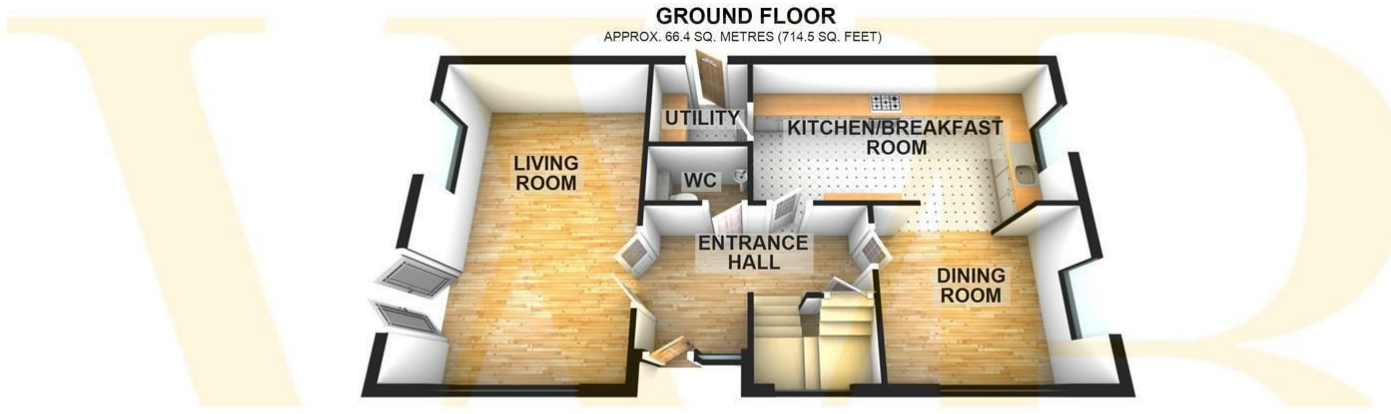 GROUND FLOOR
APPROX. 66.4 SQ. METRES (714.5 SQ. FEET)
UTILITY
KITCHEN/BREAKFAST
ROOM
LIVING
ROOM
WC
ENTRANCE
HALL
DINING
ROOM